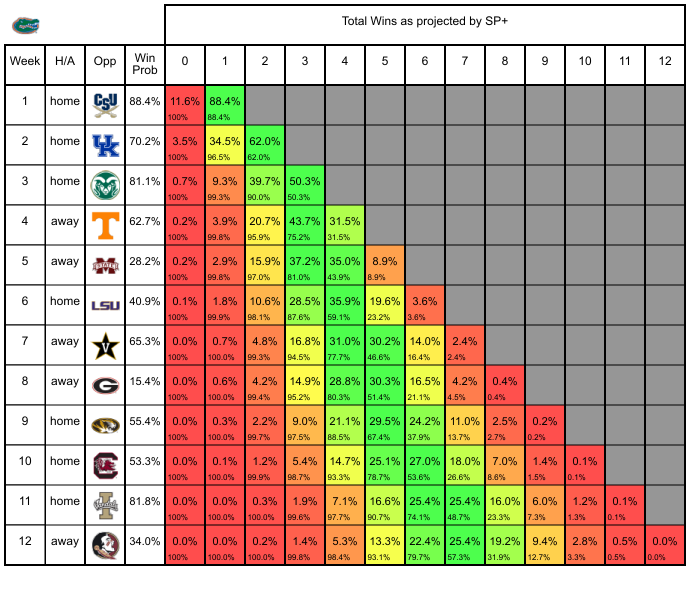 Total Wins as projected by SP+
Week H/A Opp Win Prob 0 1 2 3 4 5 6 7 8 9 10 11 12
1 home CSU 88.4% 11.6% 88.4%
100% 88.4%
2 home UK 70.2% 3.5% 34.5% 62.0%
100% 96.5% 62.0%
3 home 81.1% 0.7% 9.3% 39.7% 50.3%
100% 99.3% 90.0% 50.3%
4 away T 62.7% 0.2% 3.9% 20.7% 43.7% 31.5%
100% 99.8% 95.9% 75.2% 31.5%
5 away M STATE 28.2% 0.2% 2.9% 15.9% 37.2% 35.0% 8.9%
100% 99.8% 97.0% 81.0% 43.9% 8.9%
6 home LSU 40.9% 0.1% 1.8% 10.6% 28.5% 35.9% 19.6% 3.6%
100% 99.9% 98.1% 87.6% 59.1% 23.2% 3.6%
7 away V 65.3% 0.0% 0.7% 4.8% 16.8% 31.0% 30.2% 14.0% 2.4%
100% 100.0% 99.3% 94.5% 77.7% 46.6% 16.4% 2.4%
8 away G 15.4% 0.0% 0.6% 4.2% 14.9% 28.8% 30.3% 16.5% 4.2% 0.4%
100% 100.0% 99.4% 95.2% 80.3% 51.4% 21.1% 4.5% 0.4%
9 home 55.4% 0.0% 0.3% 2.2% 9.0% 21.1% 29.5% 24.2% 11.0% 2.5% 0.2%
100% 100.0% 99.7% 97.5% 88.5% 67.4% 37.9% 13.7% 2.7% 0.2%
10 home C 53.3% 0.0% 0.1% 1.2% 5.4% 14.7% 25.1% 27.0% 18.0% 7.0% 1.4% 0.1%
100% 100.0% 99.9% 98.7% 93.3% 78.7% 53.6% 26.6% 8.6% 1.5% 0.1%
11 home I 81.8% 0.0% 0.0% 0.3% 1.9% 7.1% 16.6% 25.4% 25.4% 16.0% 6.0% 1.2% 0.1%
100% 100.0% 100.0% 99.6% 97.7% 90.7% 74.1% 48.7% 23.3% 7.3% 1.3% 0.1%
12 away 34.0% 0.0% 0.0% 0.2% 1.4% 5.3% 13.3% 22.4% 25.4% 19.2% 9.4% 2.8% 0.5% 0.0%
100% 100.0% 100.0% 99.8% 98.4% 93.1% 79.7% 57.3% 31.9% 12.7% 3.3% 0.5% 0.0%